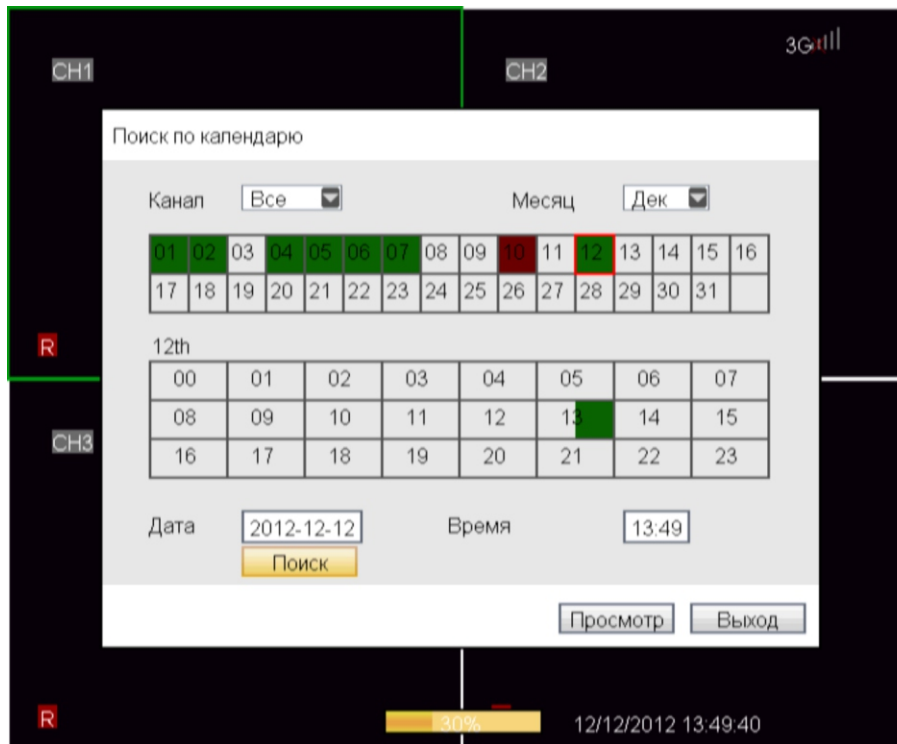 3G
CH1 CH2
Поиск по календарю
Канал Все Месяц Дек
01 02 03 04 05 06 07 08 09 10 11 12 13 14 15 16
17 18 19 20 21 22 23 24 25 26 27 28 29 30 31
R
12th
00 01 02 03 04 05 06 07
08 09 10 11 12 13 14 15
16 17 18 19 20 21 22 23
CH3
Дата 2012-12-12 Время 13:49
Поиск
Просмотр Выход
R 30% 12/12/2012 13:49:40